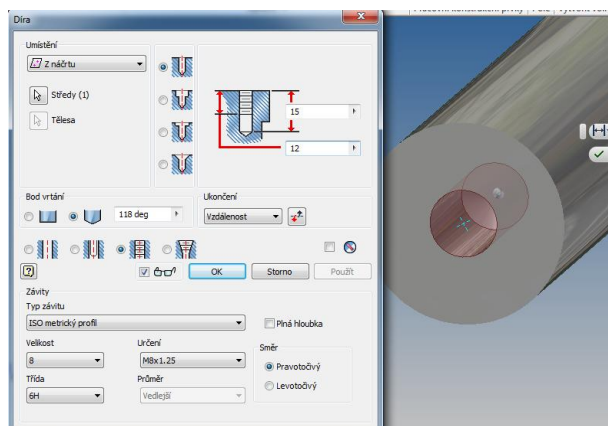 Díra
Umístění
Z náčrtu
Středy (1)
Tělesa
15
12
Bod vrtání
118 deg
Ukončení
Vzdálenost
OK
Storno
Použít
Závity
Typ závitu
ISO metrický profil
Plná hloubka
Velikost
Určení
8
M8x1.25
Směr
Pravotočivý
Levotočivý
Třída
Průměr
6H
Vedlejší